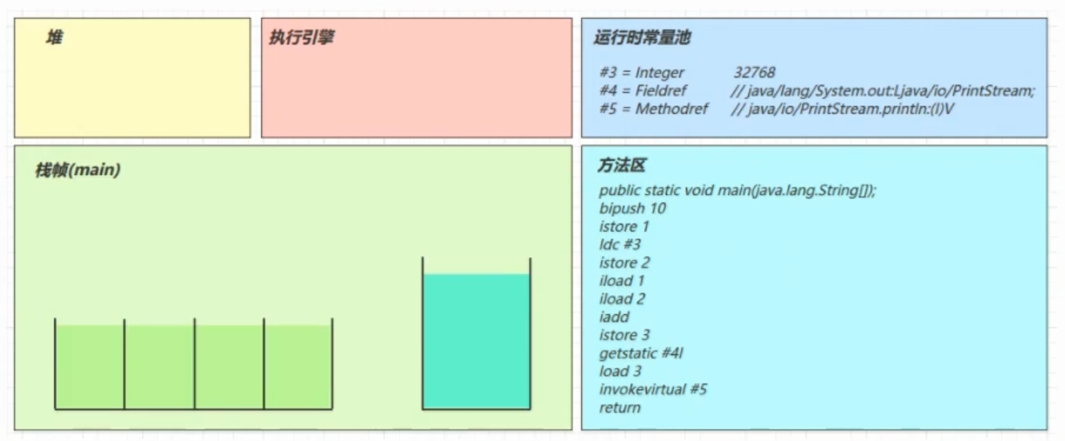 堆
执行引擎
运行时常量池
#3 = Integer 32768
#4 = Fieldref // java/lang/System.out:Ljava/io/PrintStream;
#5 = Methodref // java/io/PrintStream.println:(I)V
栈帧(main)
方法区
public static void main(java.lang.String[]);
bipush 10
istore 1
ldc #3
istore 2
iload 1
iload 2
iadd
istore 3
getstatic #4I
load 3
invokevirtual #5
return